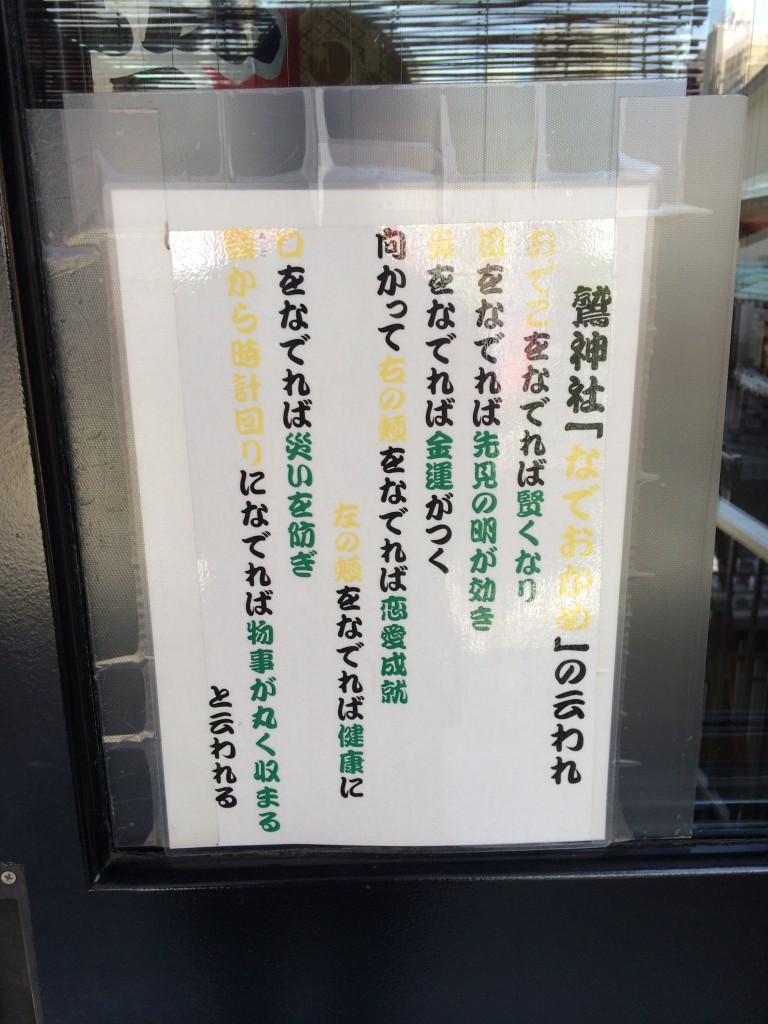 鷲神社「なでおかめ」の云われ
おでこをなでれば賢くなり
目をなでれば先見の明が効き
鼻をなでれば金運がつく
向かって右の頬をなでれば恋愛成就
左の頬をなでれば健康に
口をなでれば災いを防ぎ
顎から時計回りになでれば物事が丸く収まる
と云われる